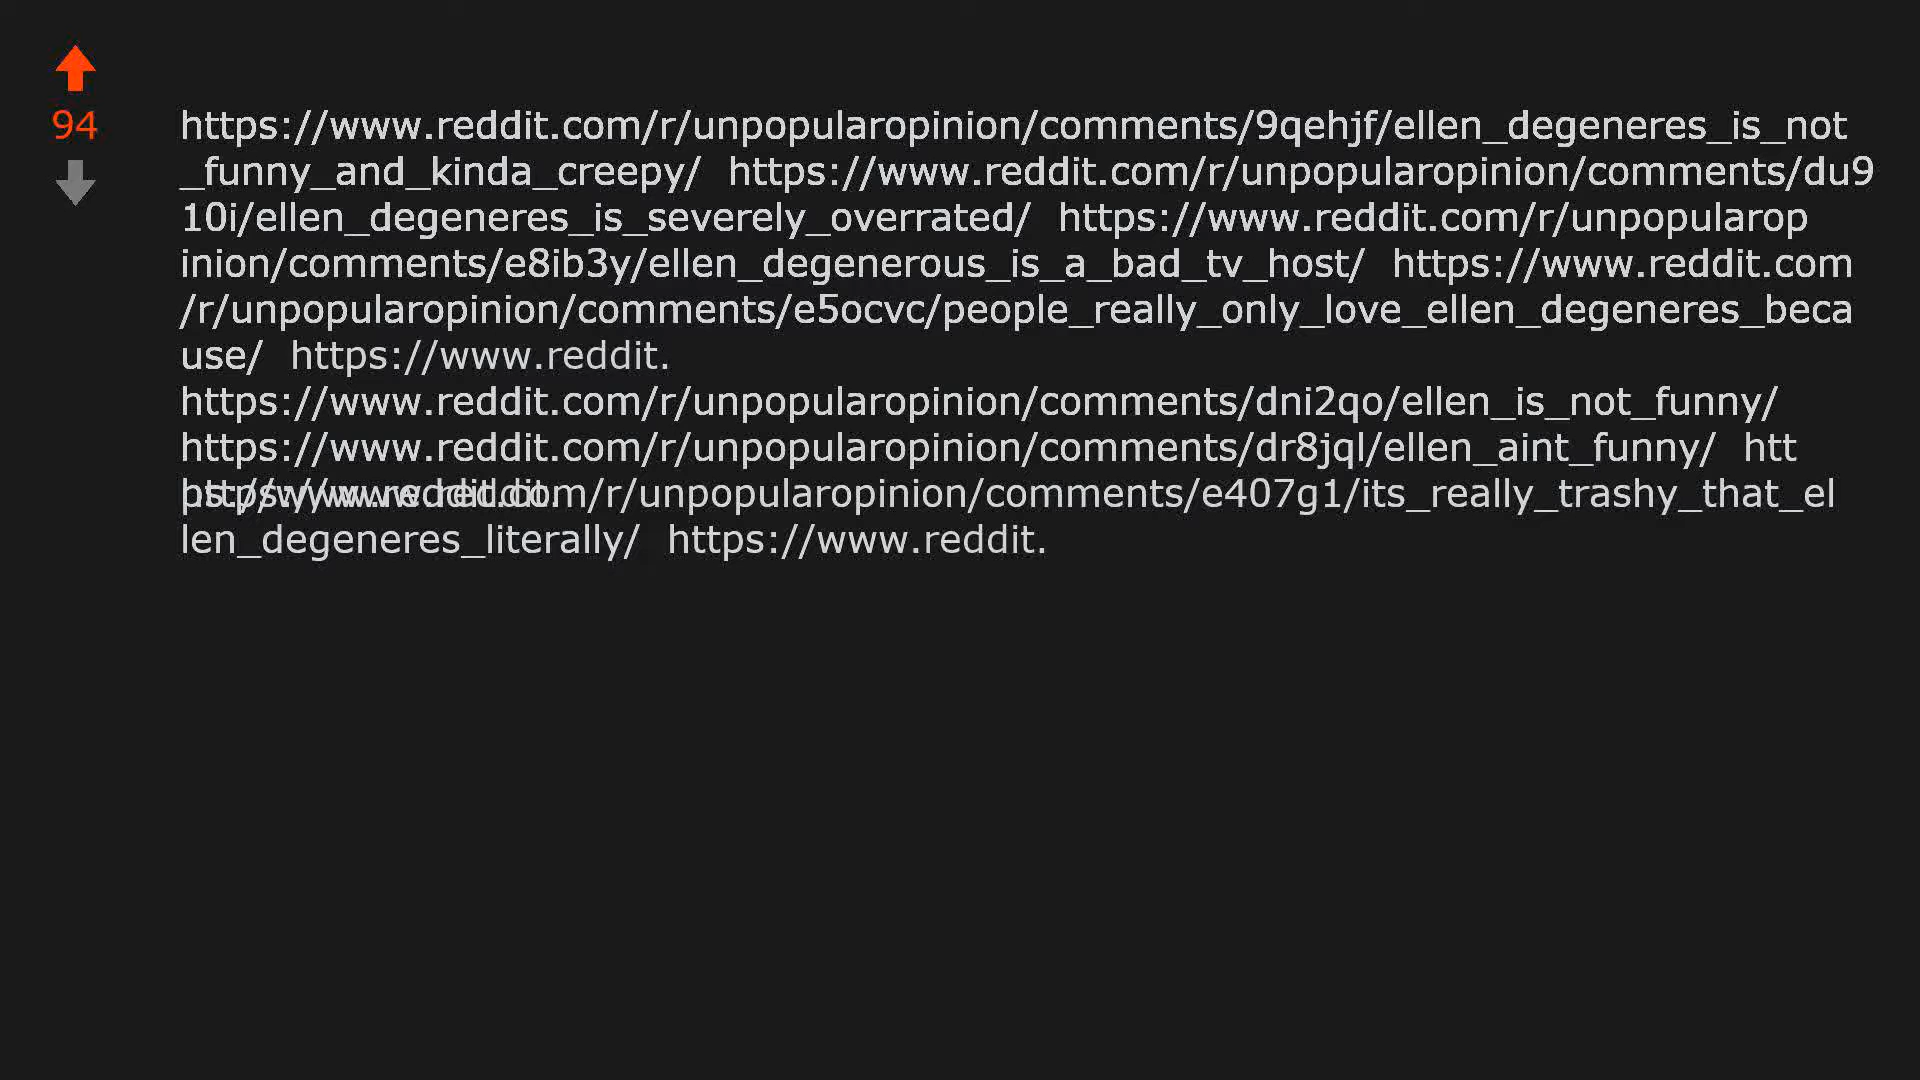 94
https://www.reddit.com/r/unpopularopinion/comments/9qehjf/ellen_degeneres_is_not
_funny_and_kinda_creepy/ https://www.reddit.com/r/unpopularopinion/comments/du9
10i/ellen_degeneres_is_severely_overrated/ https://www.reddit.com/r/unpopularop
inion/comments/e8ib3y/ellen_degenerous_is_a_bad_tv_host/ https://www.reddit.com
/r/unpopularopinion/comments/e5ocvc/people_really_only_love_ellen_degeneres_beca
use/ https://www.reddit.
https://www.reddit.com/r/unpopularopinion/comments/dni2qo/ellen_is_not_funny/
https://www.reddit.com/r/unpopularopinion/comments/dr8jql/ellen_aint_funny/ htt
/r/unpopularopinion/comments/e407g1/its_really_trashy_that_el
len_degeneres_literally/ https://www.reddit.